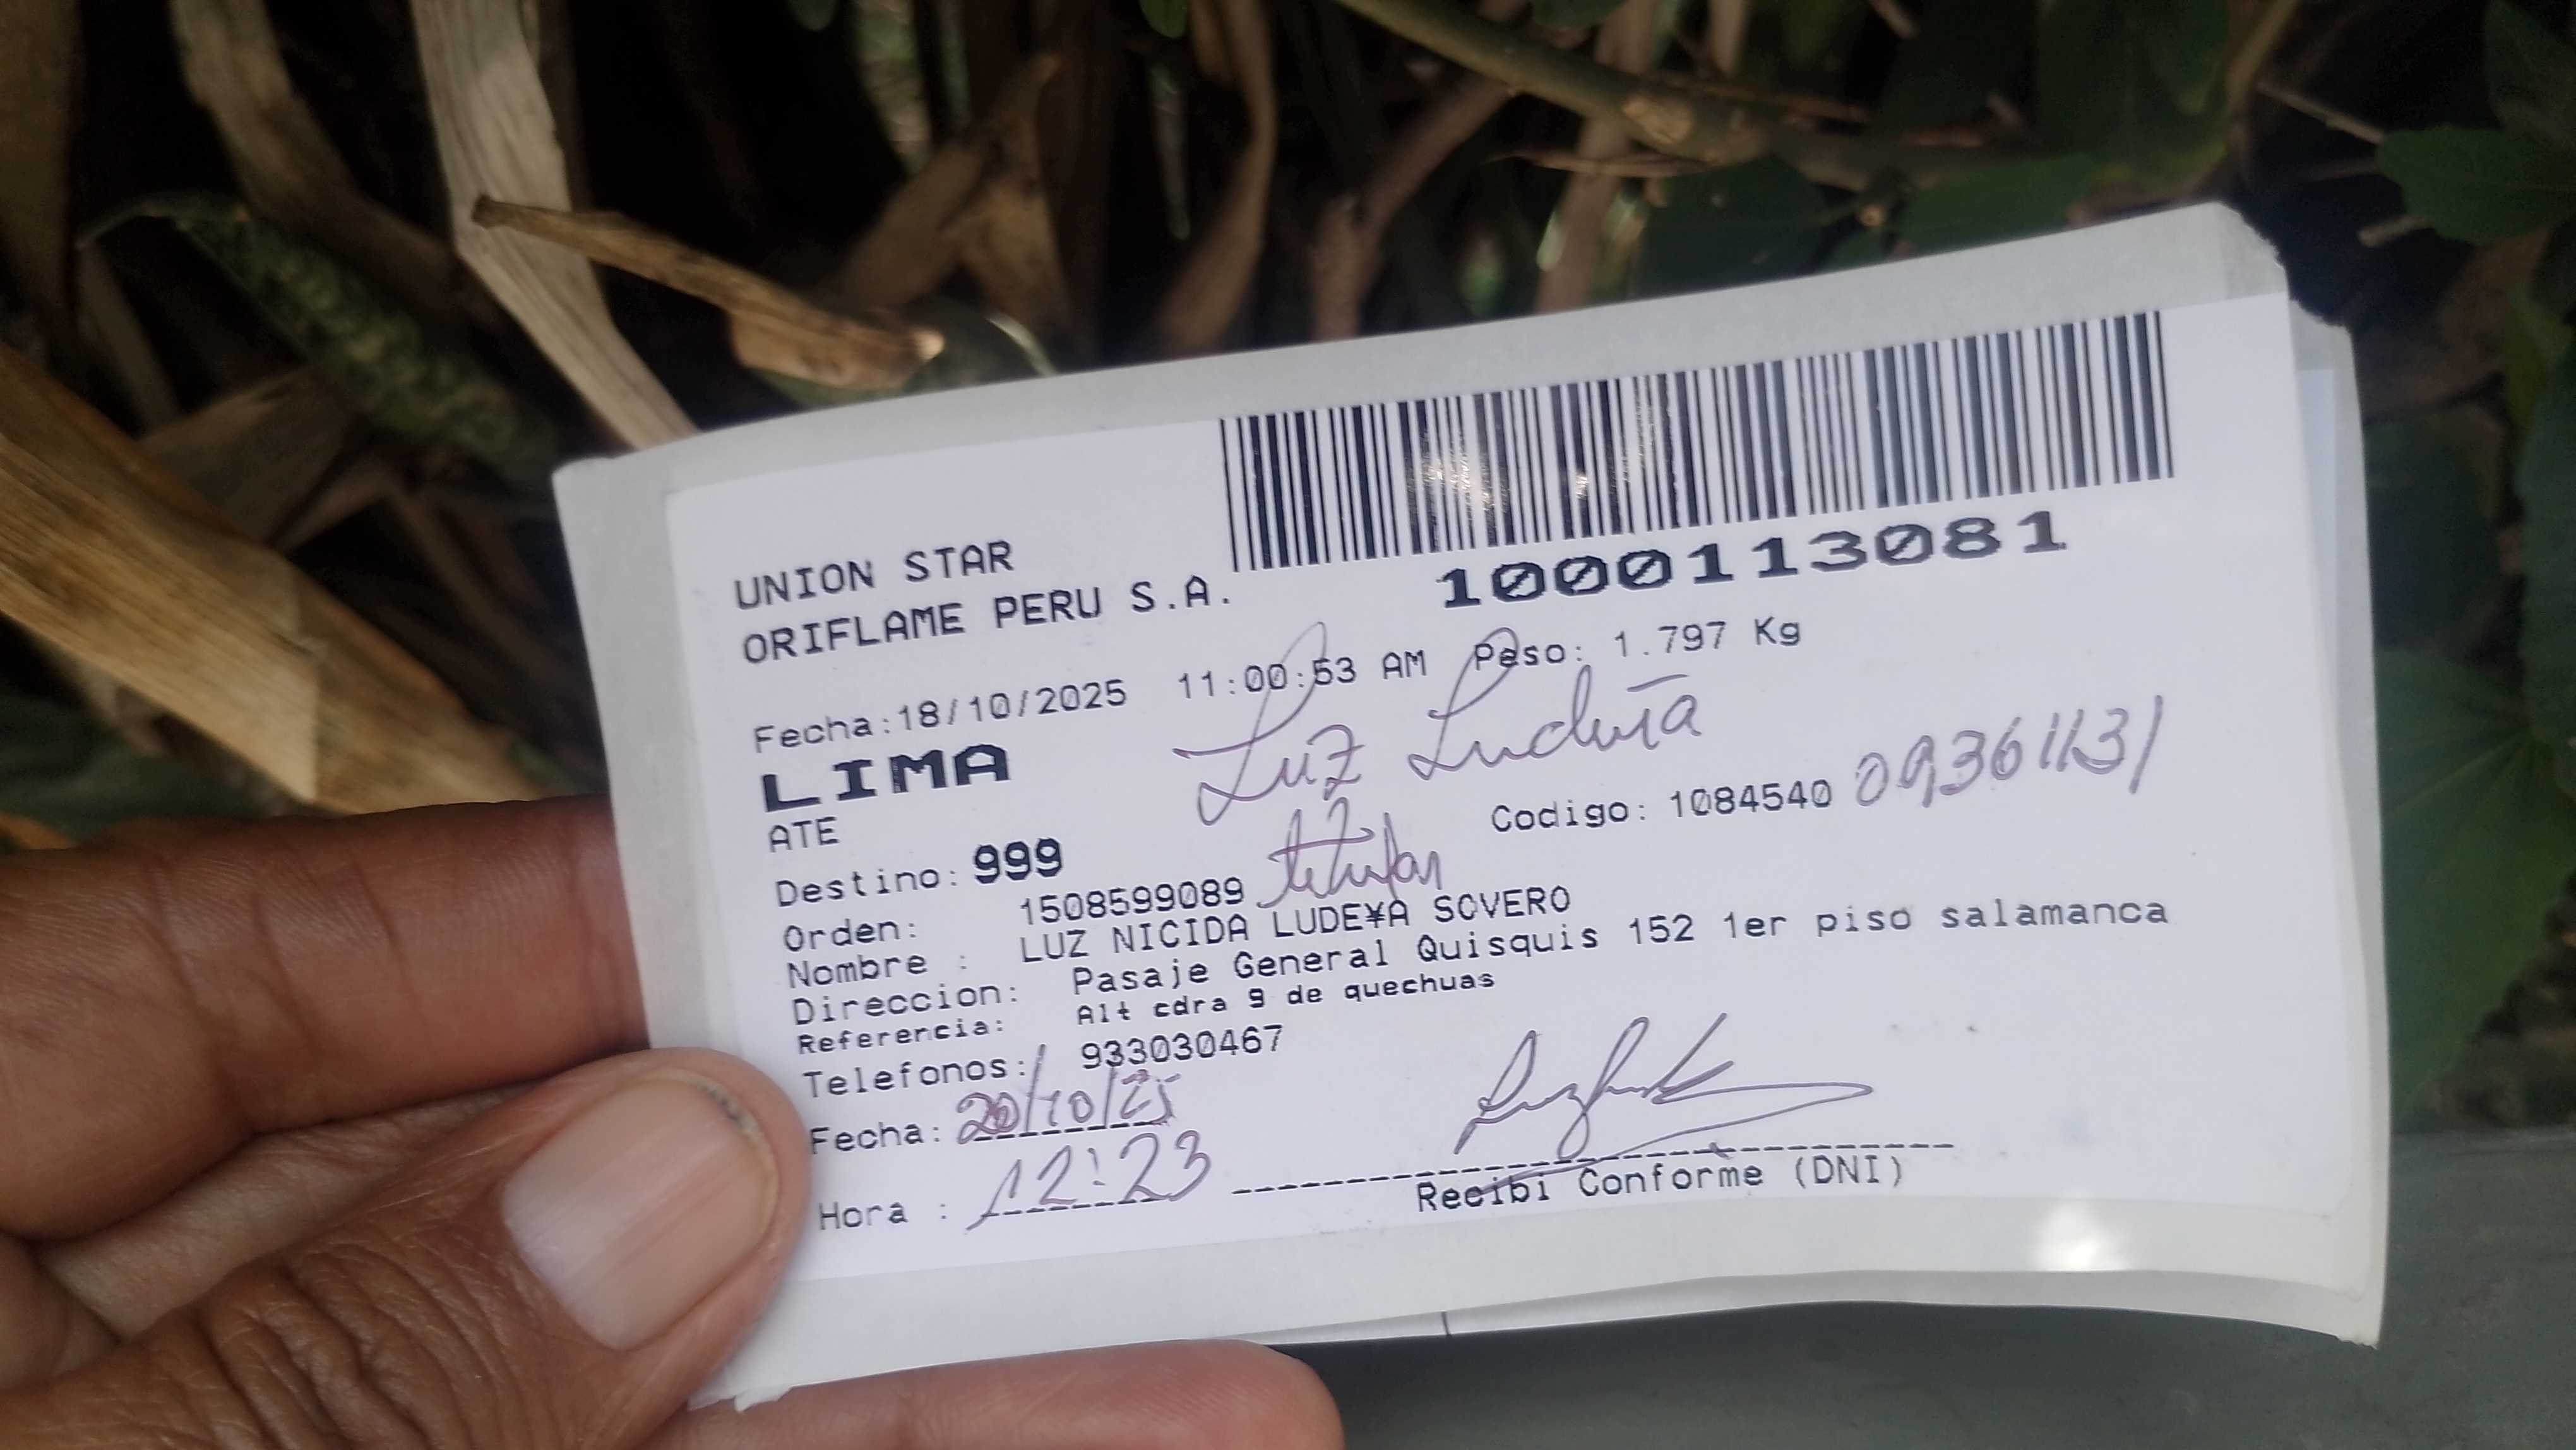 UNION STAR
ORIFLAME PERU S.A.
1000113081
Fecha:18/10/2025 11:00:53 AM Peso: 1.797 Kg
LIMA
Luz Ludeña
ATE
Codigo: 1084540 09361131
Destino: 999
titular
Orden: 1508599089
Nombre : LUZ NICIDA LUDE¥A SOVERO
Direccion: Pasaje General Quisquis 152 1er piso salamanca
Referencia: Alt cdra 9 de quechuas
Telefonos: 933030467
Fecha: 20/10/25
Hora : 12:23
Recibi Conforme (DNI)